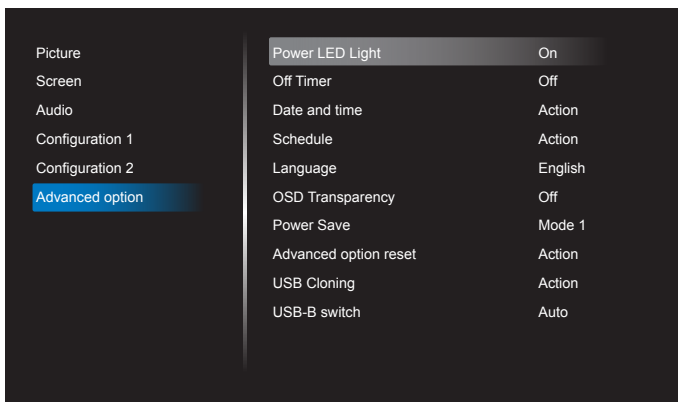 Picture
Screen
Audio
Configuration 1
Configuration 2
Advanced option
Power LED Light On
Off Timer Off
Date and time Action
Schedule Action
Language English
OSD Transparency Off
Power Save Mode 1
Advanced option reset Action
USB Cloning Action
USB-B switch Auto